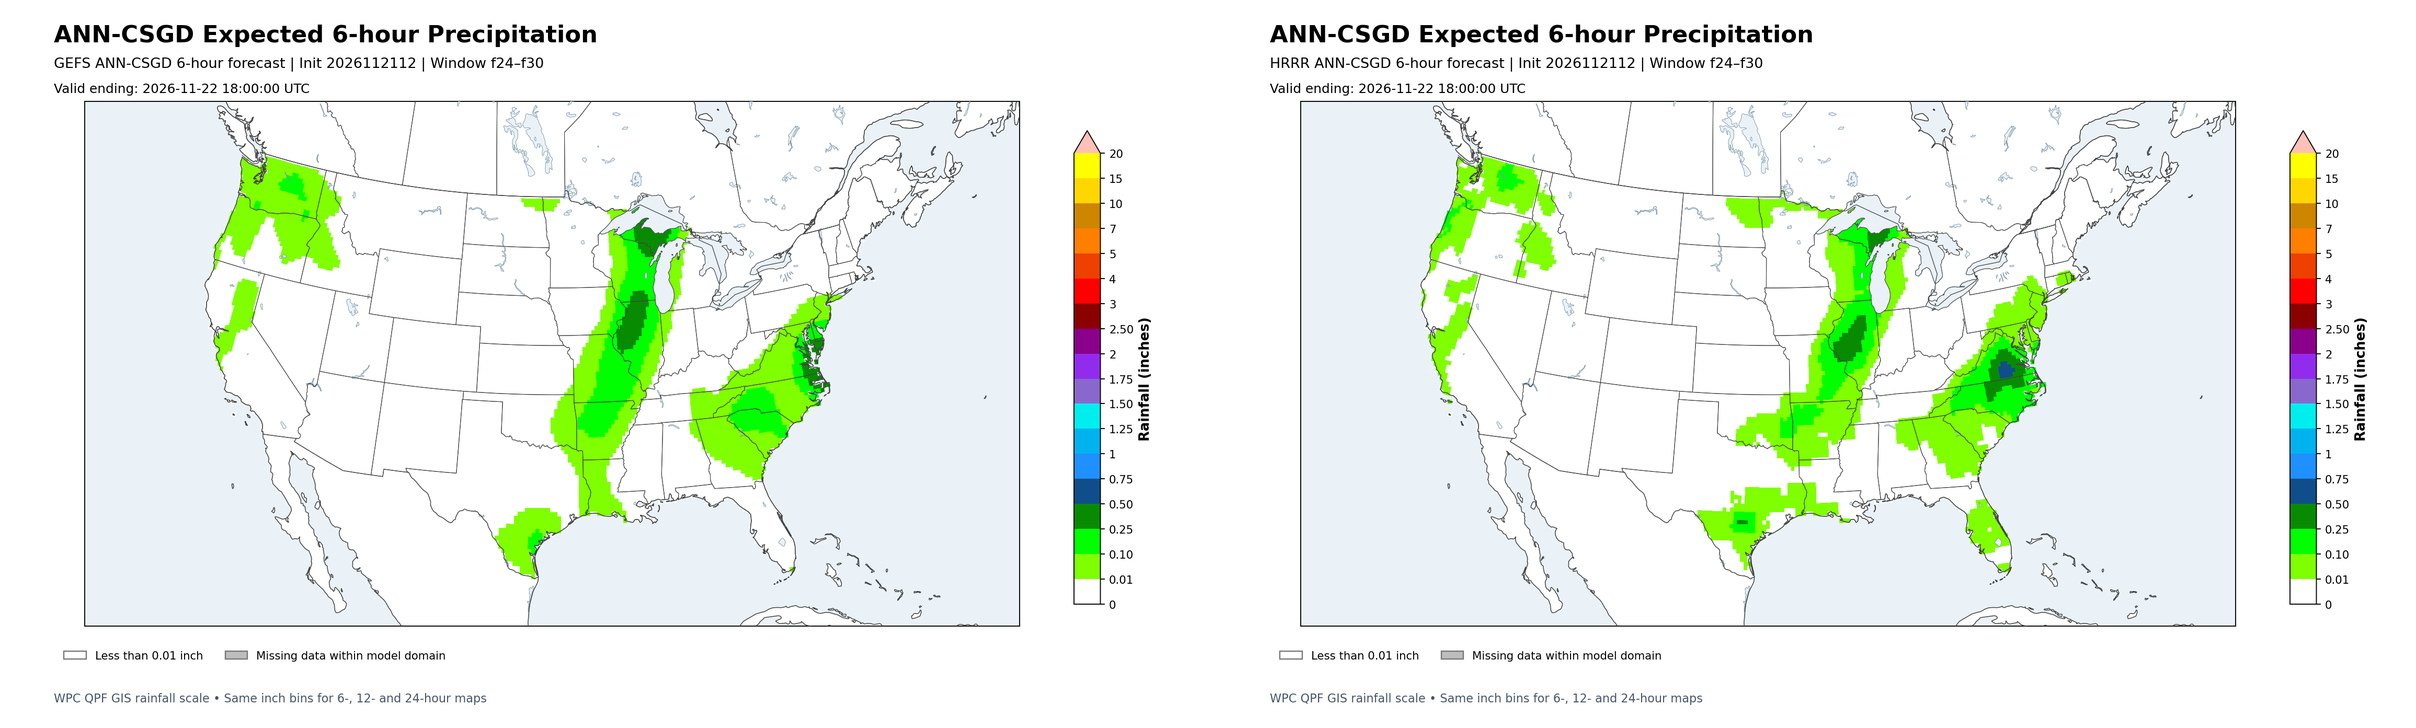 ANN-CSGD Expected 6-hour Precipitation
GEFS ANN-CSGD 6-hour forecast | Init 2026112112 | Window f24–f30
Valid ending: 2026-11-22 18:00:00 UTC
20
15
10
7
5
4
3
2.50
2
1.75
1.50
1.25
1
0.75
0.50
0.25
0.10
0.01
0
Rainfall (inches)
Less than 0.01 inch
Missing data within model domain
WPC QPF GIS rainfall scale • Same inch bins for 6-, 12- and 24-hour maps
ANN-CSGD Expected 6-hour Precipitation
HRRR ANN-CSGD 6-hour forecast | Init 2026112112 | Window f24–f30
Valid ending: 2026-11-22 18:00:00 UTC
20
15
10
7
5
4
3
2.50
2
1.75
1.50
1.25
1
0.75
0.50
0.25
0.10
0.01
0
Rainfall (inches)
Less than 0.01 inch
Missing data within model domain
WPC QPF GIS rainfall scale • Same inch bins for 6-, 12- and 24-hour maps